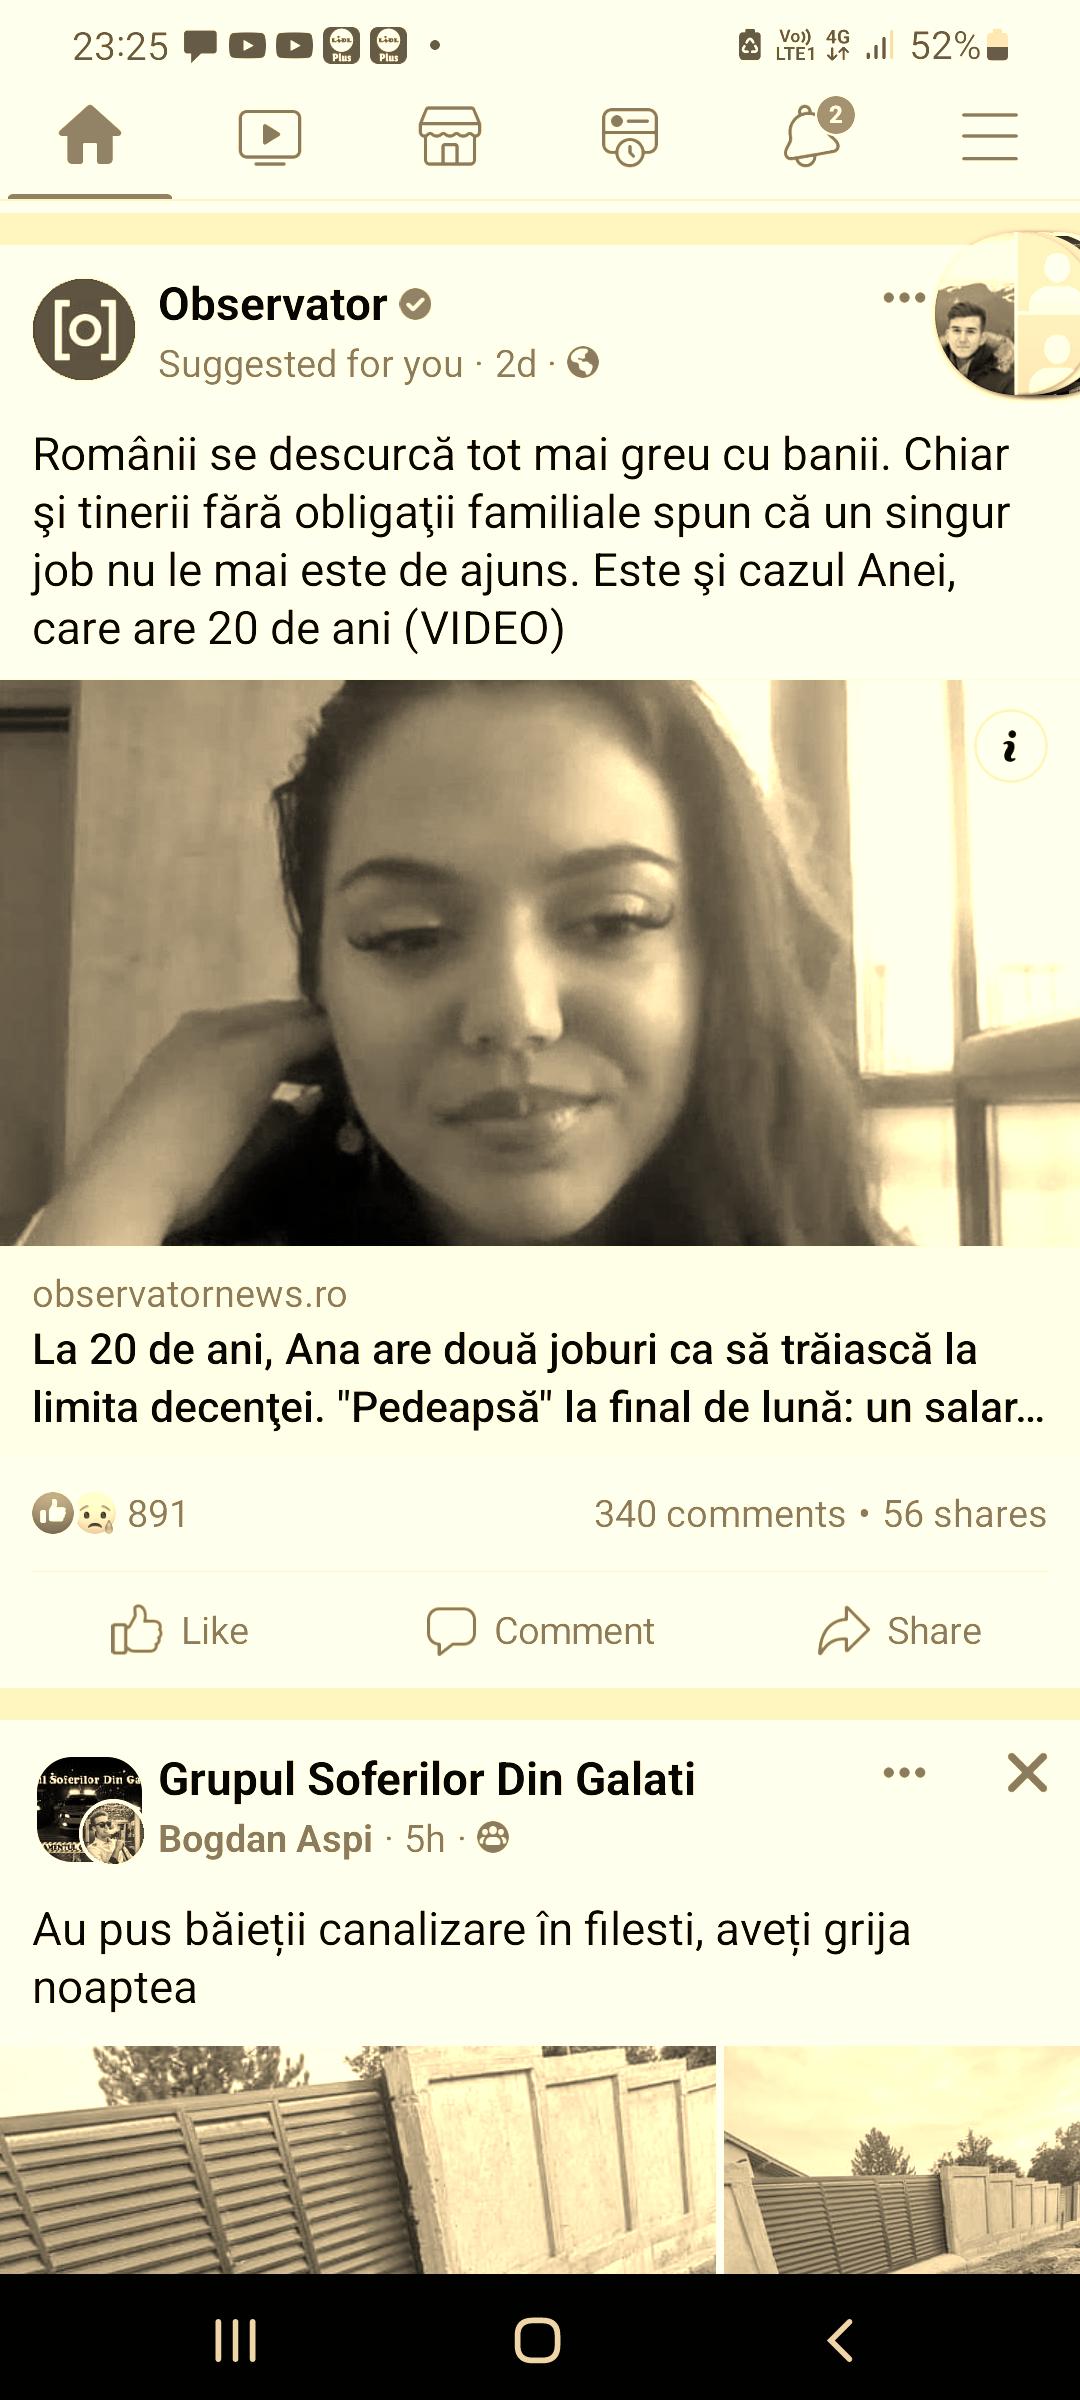 23:25
Vo)) LTE1 4G 52%
2
Observator
Suggested for you · 2d ·
Românii se descurcă tot mai greu cu banii. Chiar
şi tinerii fără obligaţii familiale spun că un singur
job nu le mai este de ajuns. Este şi cazul Anei,
care are 20 de ani (VIDEO)
i
observatornews.ro
La 20 de ani, Ana are două joburi ca să trăiască la
limita decenţei. "Pedeapsă" la final de lună: un salar...
891 340 comments • 56 shares
Like Comment Share
Grupul Soferilor Din Galati
Bogdan Aspi · 5h ·
Au pus băieții canalizare în filesti, aveți grija
noaptea